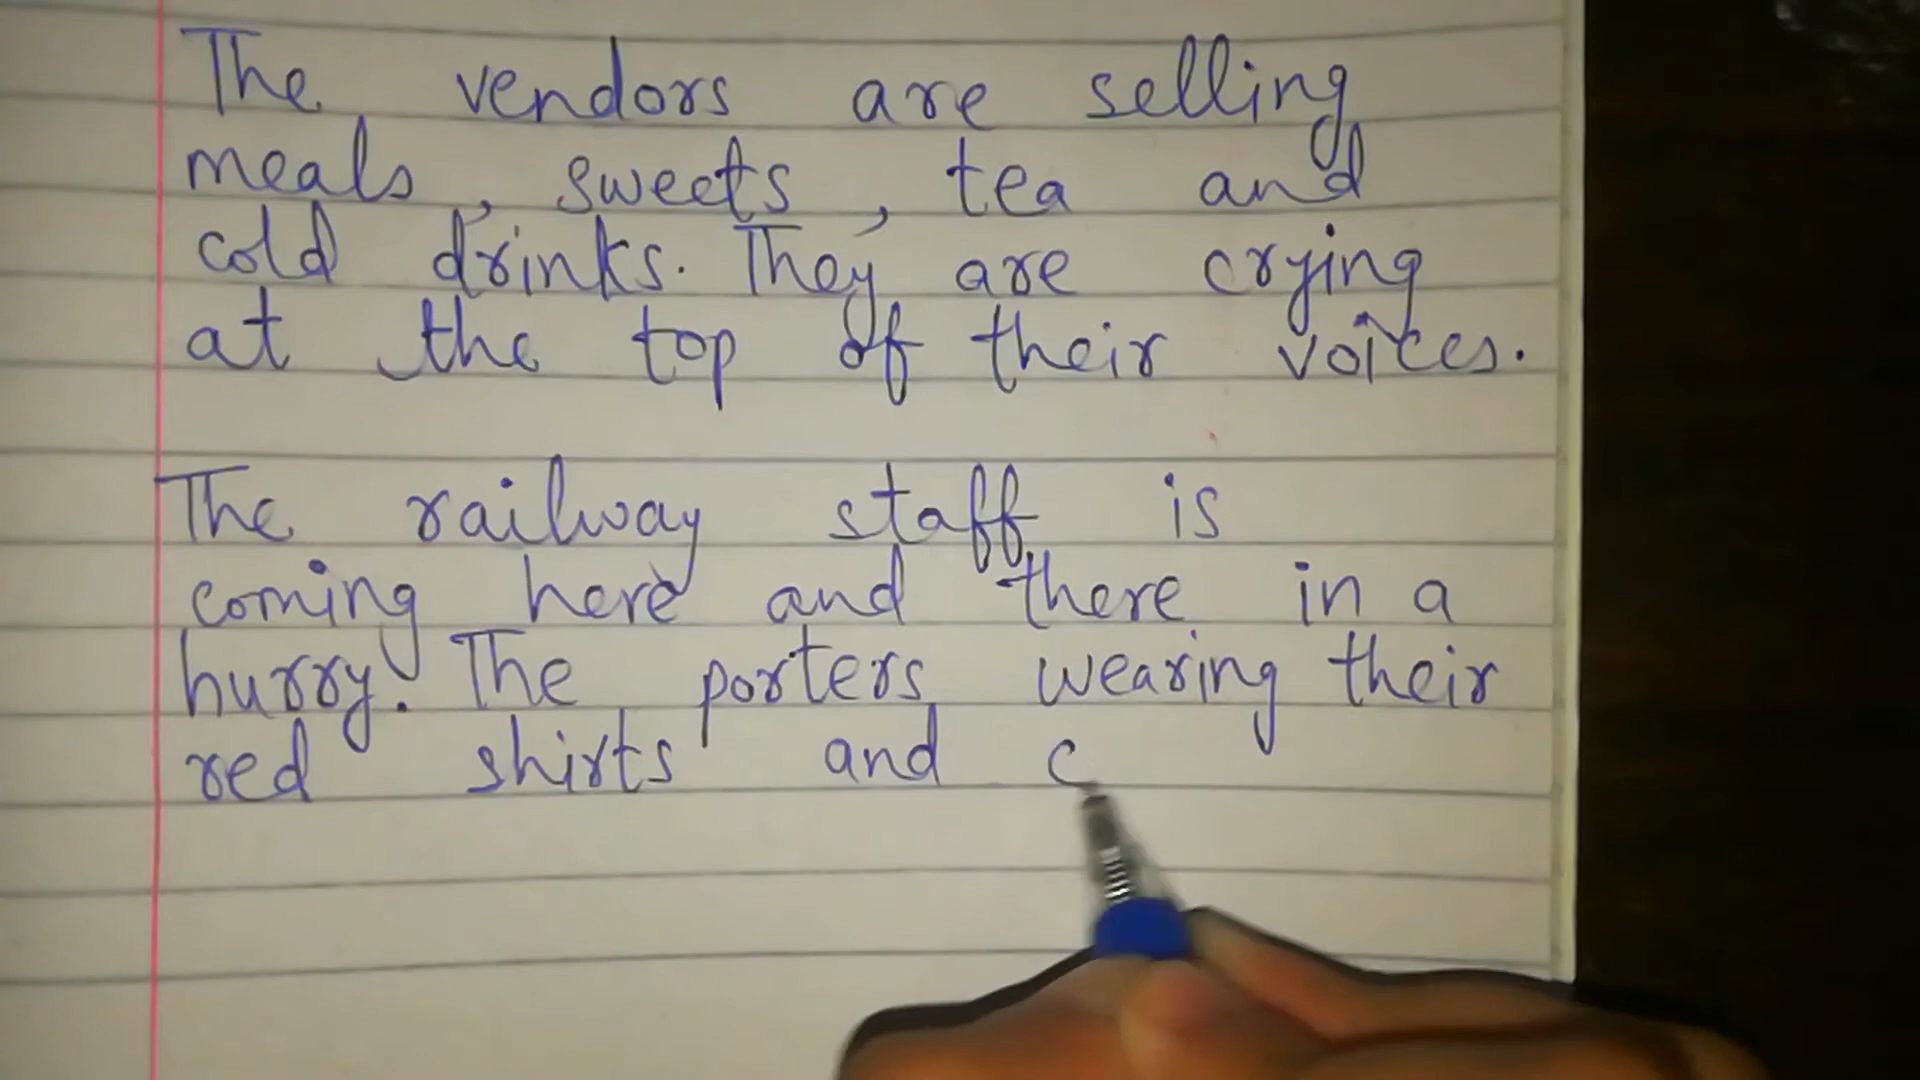 The vendors are selling
meals, sweets, tea and
cold drinks. They are crying
at the top of their voices.
The railway staff is
coming here and there in a
hurry. The porters wearing their
red shirts and c